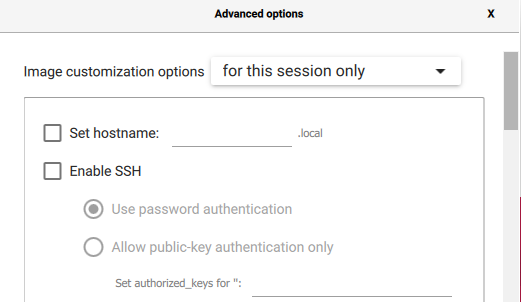 Advanced options X
Image customization options for this session only
Set hostname: .local
Enable SSH
Use password authentication
Allow public-key authentication only
Set authorized_keys for '':